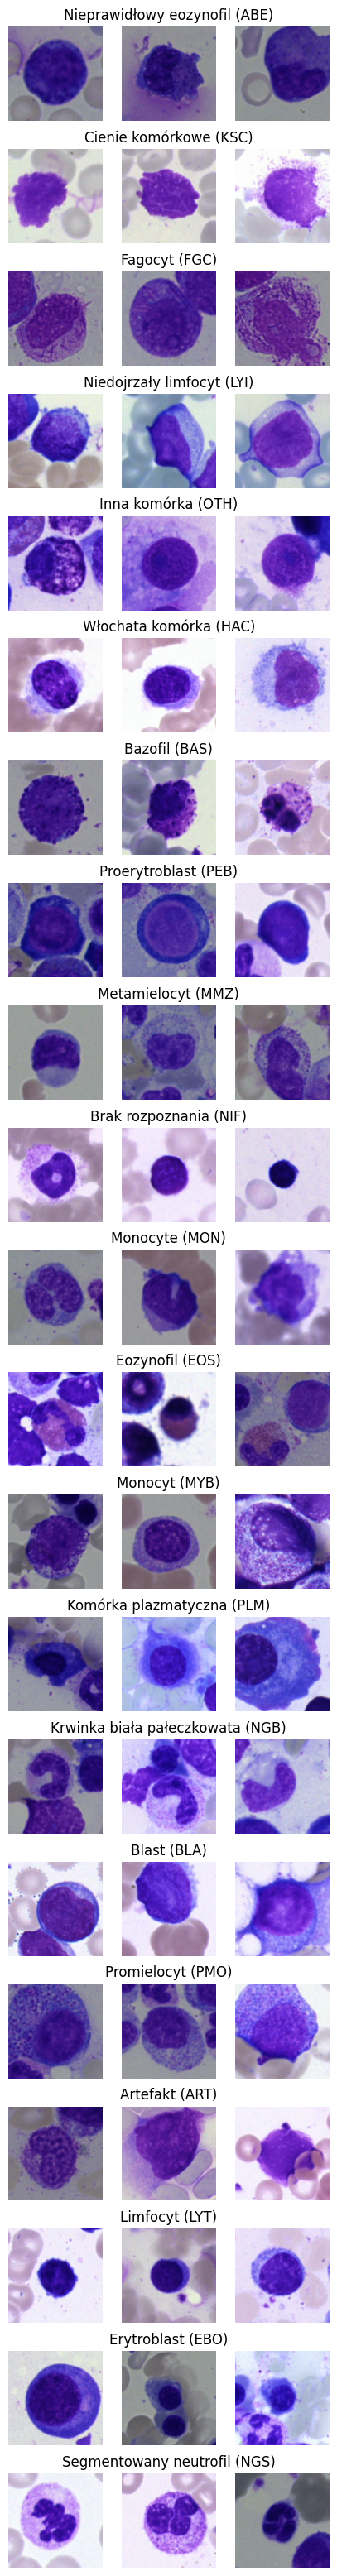 Nieprawidłowy eozynofil (ABE)
Cienie komórkowe (KSC)
Fagocyt (FGC)
Niedojrzały limfocyt (LYI)
Inna komórka (OTH)
Włochata komórka (HAC)
Bazofil (BAS)
Proerytroblast (PEB)
Metamielocyt (MMZ)
Brak rozpoznania (NIF)
Monocyte (MON)
Eozynofil (EOS)
Monocyt (MYB)
Komórka plazmatyczna (PLM)
Krwinka biała pałeczkowata (NGB)
Blast (BLA)
Promielocyt (PMO)
Artefakt (ART)
Limfocyt (LYT)
Erytroblast (EBO)
Segmentowany neutrofil (NGS)